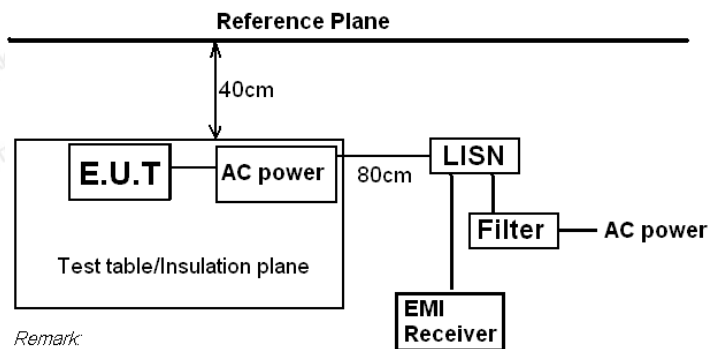 Reference Plane
40cm
E.U.T
AC power
80cm
LISN
Filter
AC power
Test table/Insulation plane
EMI
Receiver
Remark: